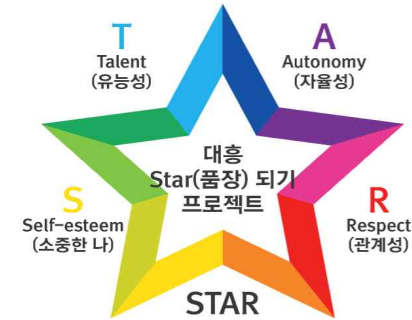 T
Talent
(유능성)
A
Autonomy
(자율성)
대흥
Star(품장) 되기
프로젝트
S
Self-esteem
(소중한 나)
R
Respect
(관계성)
STAR